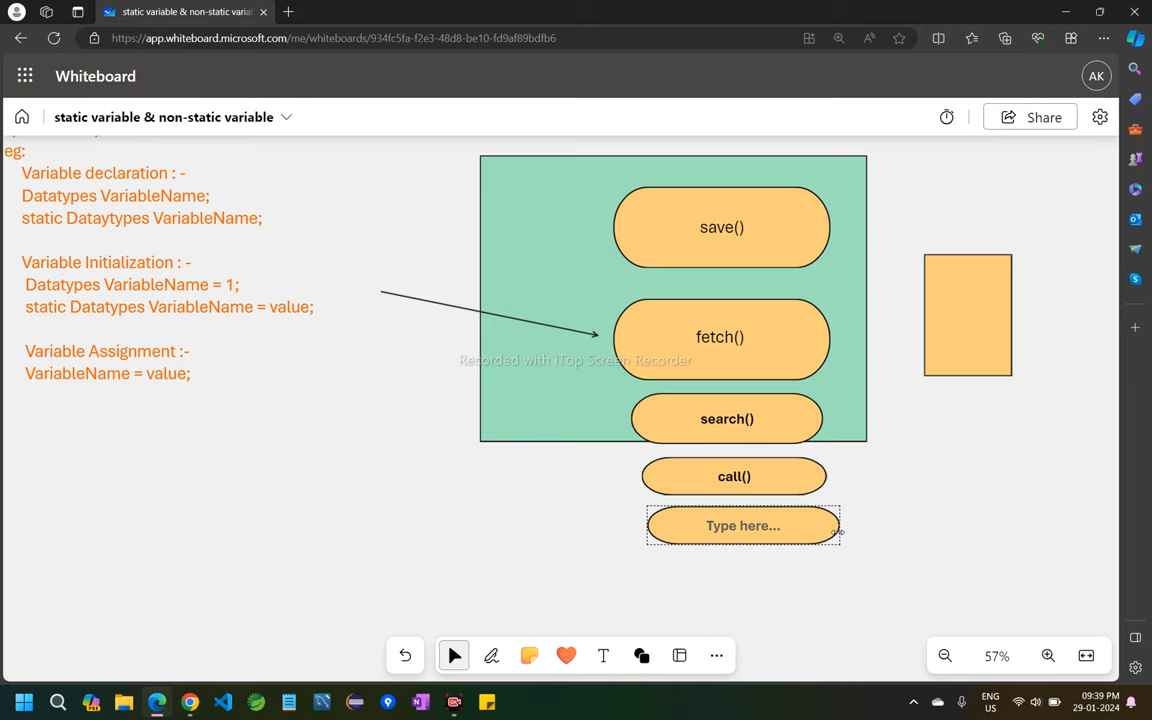 static variable & non-static varia
https://app.whiteboard.microsoft.com/me/whiteboards/934fc5fa-f2e3-48d8-be10-fd9af89bdfb6
Whiteboard
AK
static variable & non-static variable
Share
eg:
Variable declaration : -
Datatypes VariableName;
static Dataytypes VariableName;
Variable Initialization : -
Datatypes VariableName = 1;
static Datatypes VariableName = value;
Variable Assignment :-
VariableName = value;
save()
fetch()
Recorded with iTop Screen Recorder
search()
call()
Type here...
57%
ENG
US
09:39 PM
29-01-2024